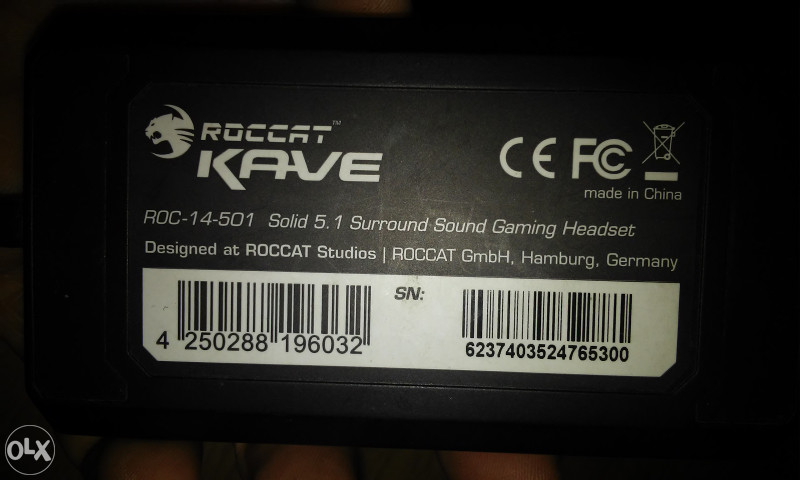 ROCCAT™
KAVE
CE FC
made in China
ROC-14-501 Solid 5.1 Surround Sound Gaming Headset
Designed at ROCCAT Studios | ROCCAT GmbH, Hamburg, Germany
SN:
4 250288 196032
6237403524765300
OLX